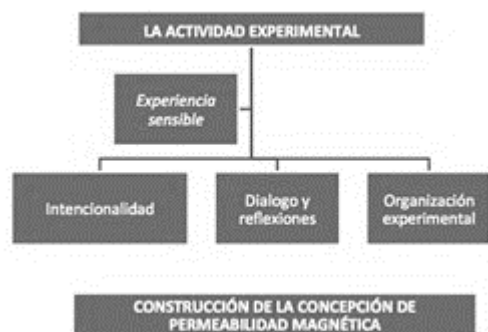 LA ACTIVIDAD EXPERIMENTAL
Experiencia
sensible
Intencionalidad
Dialogo y
reflexiones
Organización
experimental
CONSTRUCCIÓN DE LA CONCEPCIÓN DE
PERMEABILIDAD MAGNÉTICA